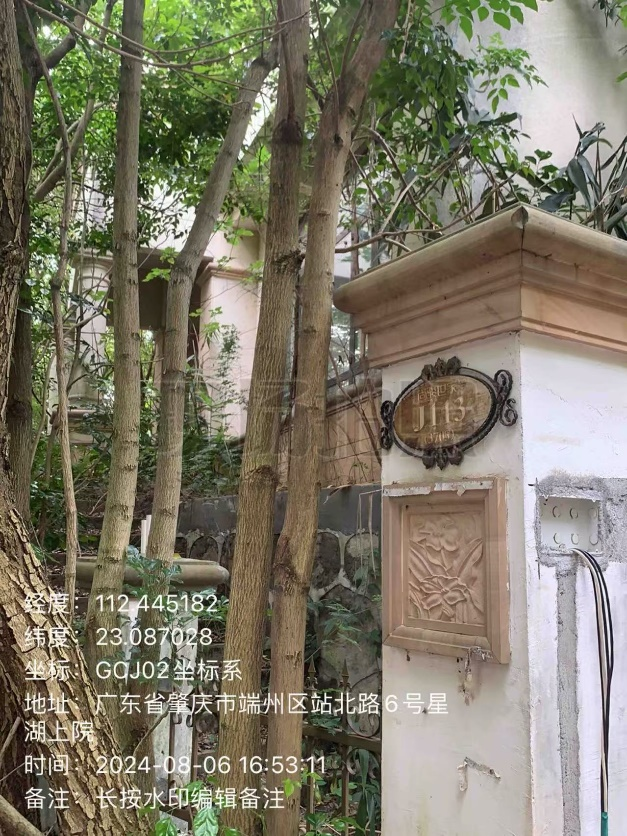 J113
经度：112.445182
纬度：23.087028
坐标：GCJ02坐标系
地址：广东省肇庆市端州区站北路6号星
湖上院
时间：2024-08-06 16:53:11
备注：长按水印编辑备注